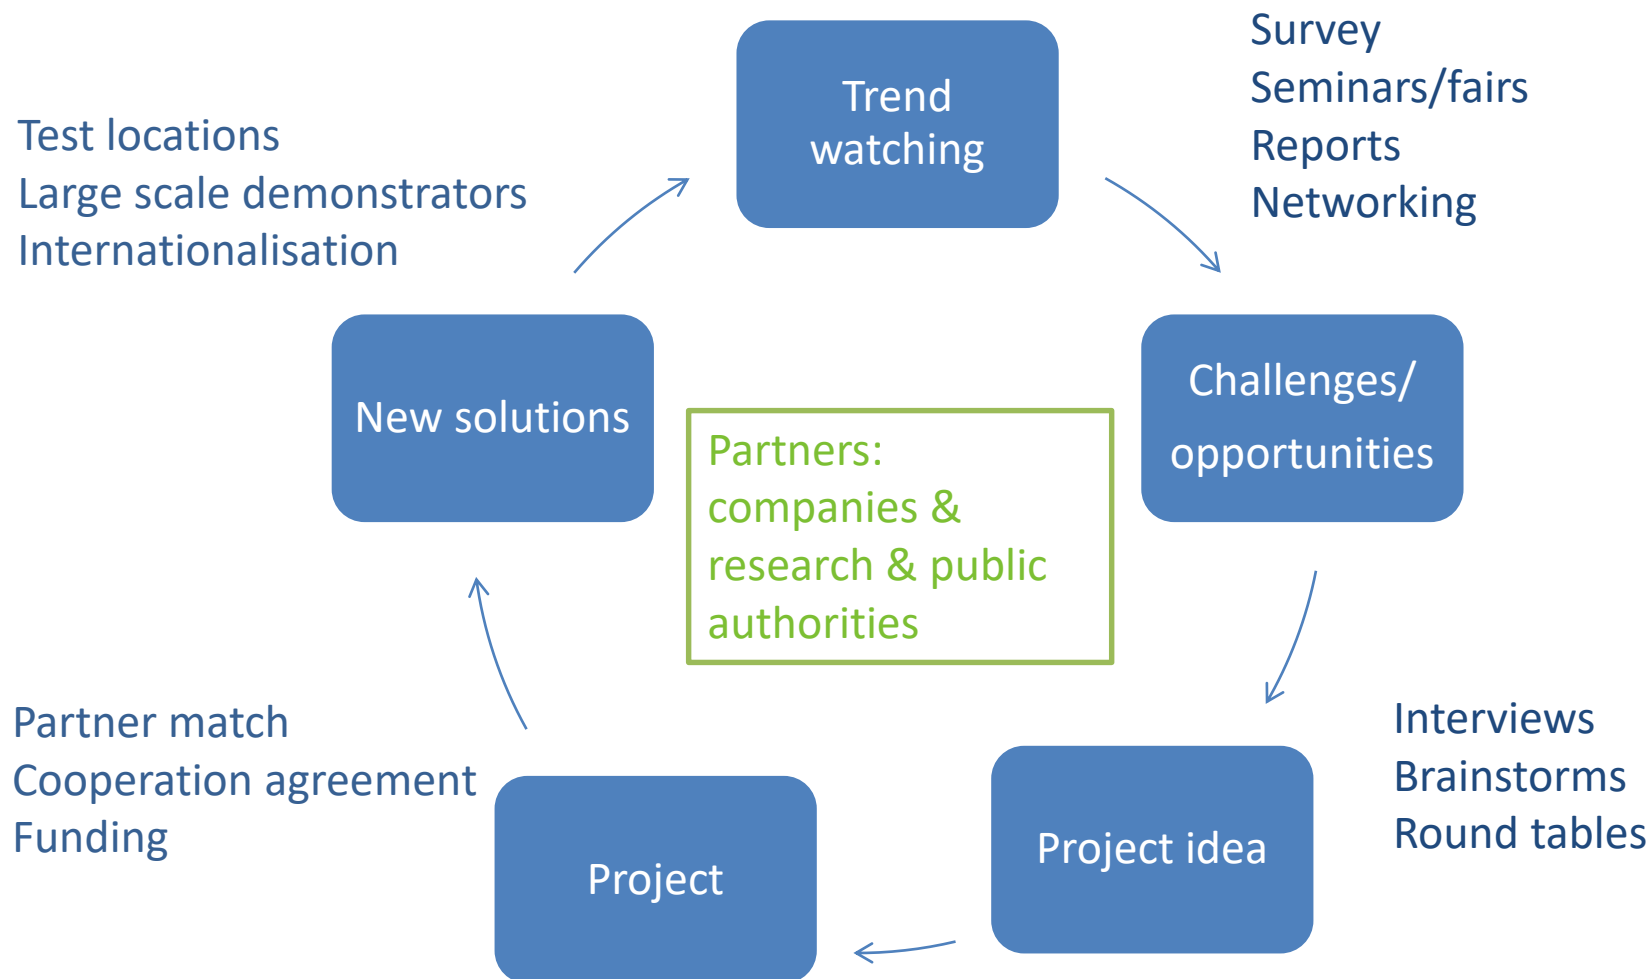 Trend
watching
Survey
Seminars/fairs
Reports
Networking
Test locations
Large scale demonstrators
Internationalisation
New solutions
Challenges/
opportunities
Partners:
companies &
research & public
authorities
Partner match
Cooperation agreement
Funding
Project
Project idea
Interviews
Brainstorms
Round tables